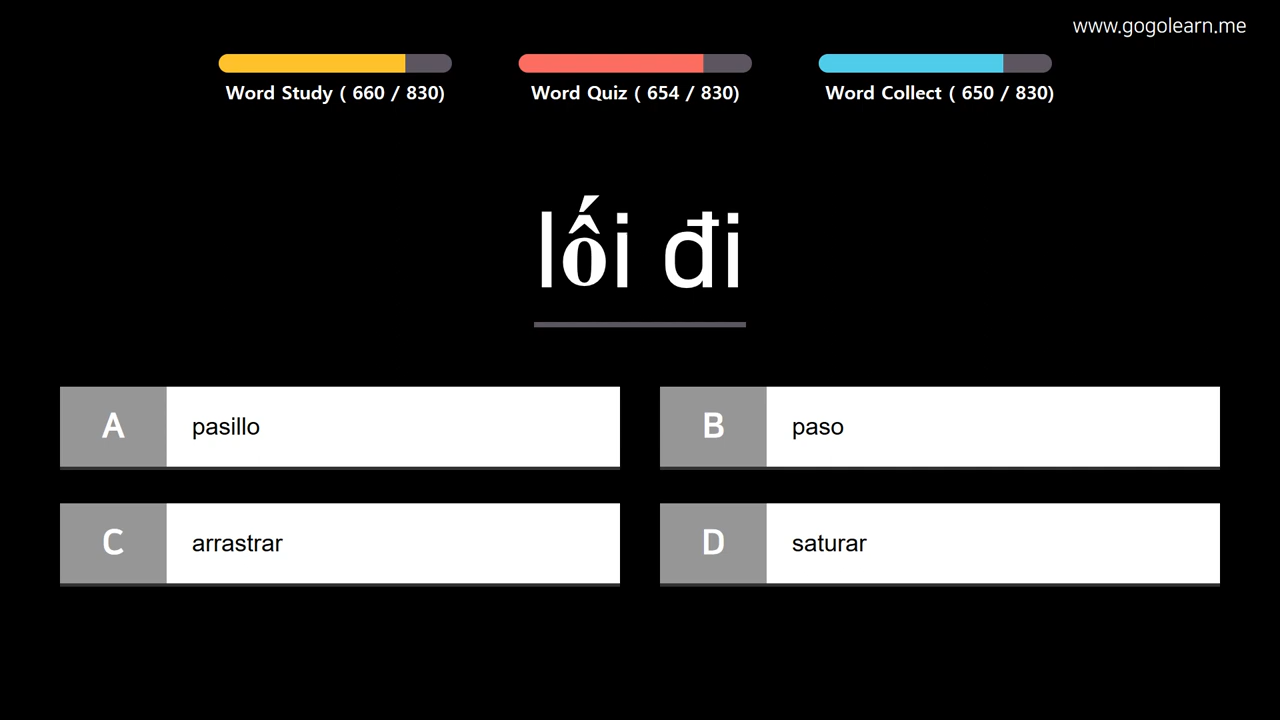 www.gogolearn.me
Word Study ( 660 / 830)
Word Quiz ( 654 / 830)
Word Collect ( 650 / 830)
lối đi
A pasillo
B paso
C arrastrar
D saturar